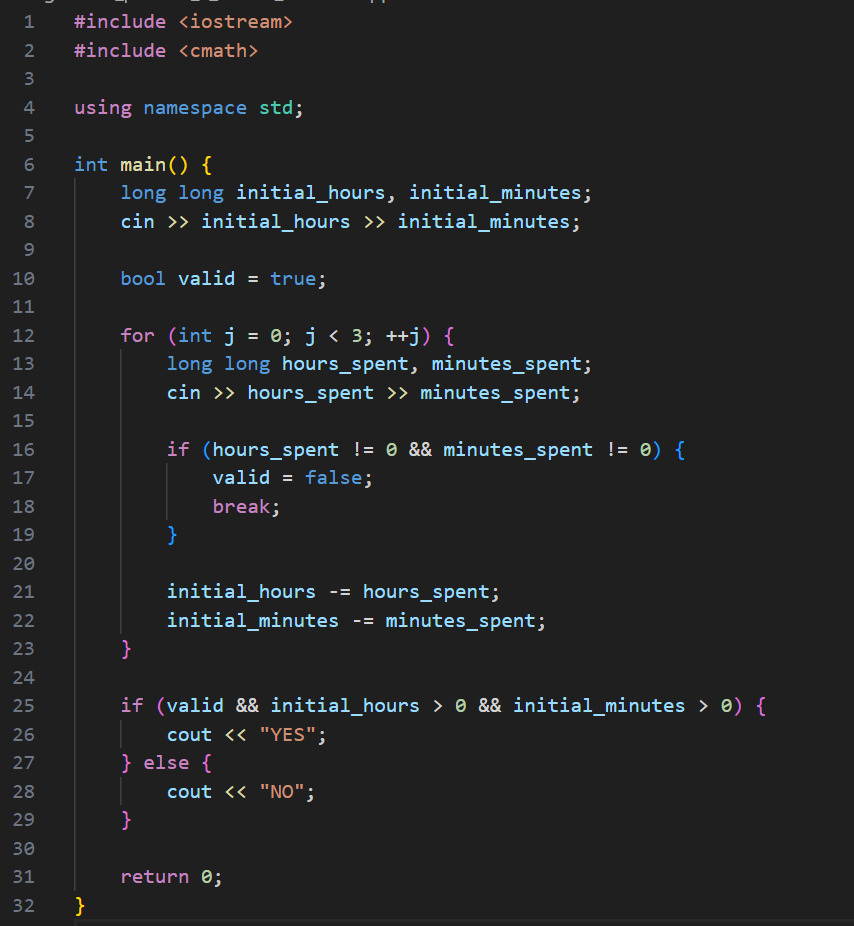 1 #include <iostream>
2 #include <cmath>
3
4 using namespace std;
5
6 int main() {
7     long long initial_hours, initial_minutes;
8     cin >> initial_hours >> initial_minutes;
9
10     bool valid = true;
11
12     for (int j = 0; j < 3; ++j) {
13         long long hours_spent, minutes_spent;
14         cin >> hours_spent >> minutes_spent;
15
16         if (hours_spent != 0 && minutes_spent != 0) {
17             valid = false;
18             break;
19         }
20
21         initial_hours -= hours_spent;
22         initial_minutes -= minutes_spent;
23     }
24
25     if (valid && initial_hours > 0 && initial_minutes > 0) {
26         cout << "YES";
27     } else {
28         cout << "NO";
29     }
30
31     return 0;
32 }